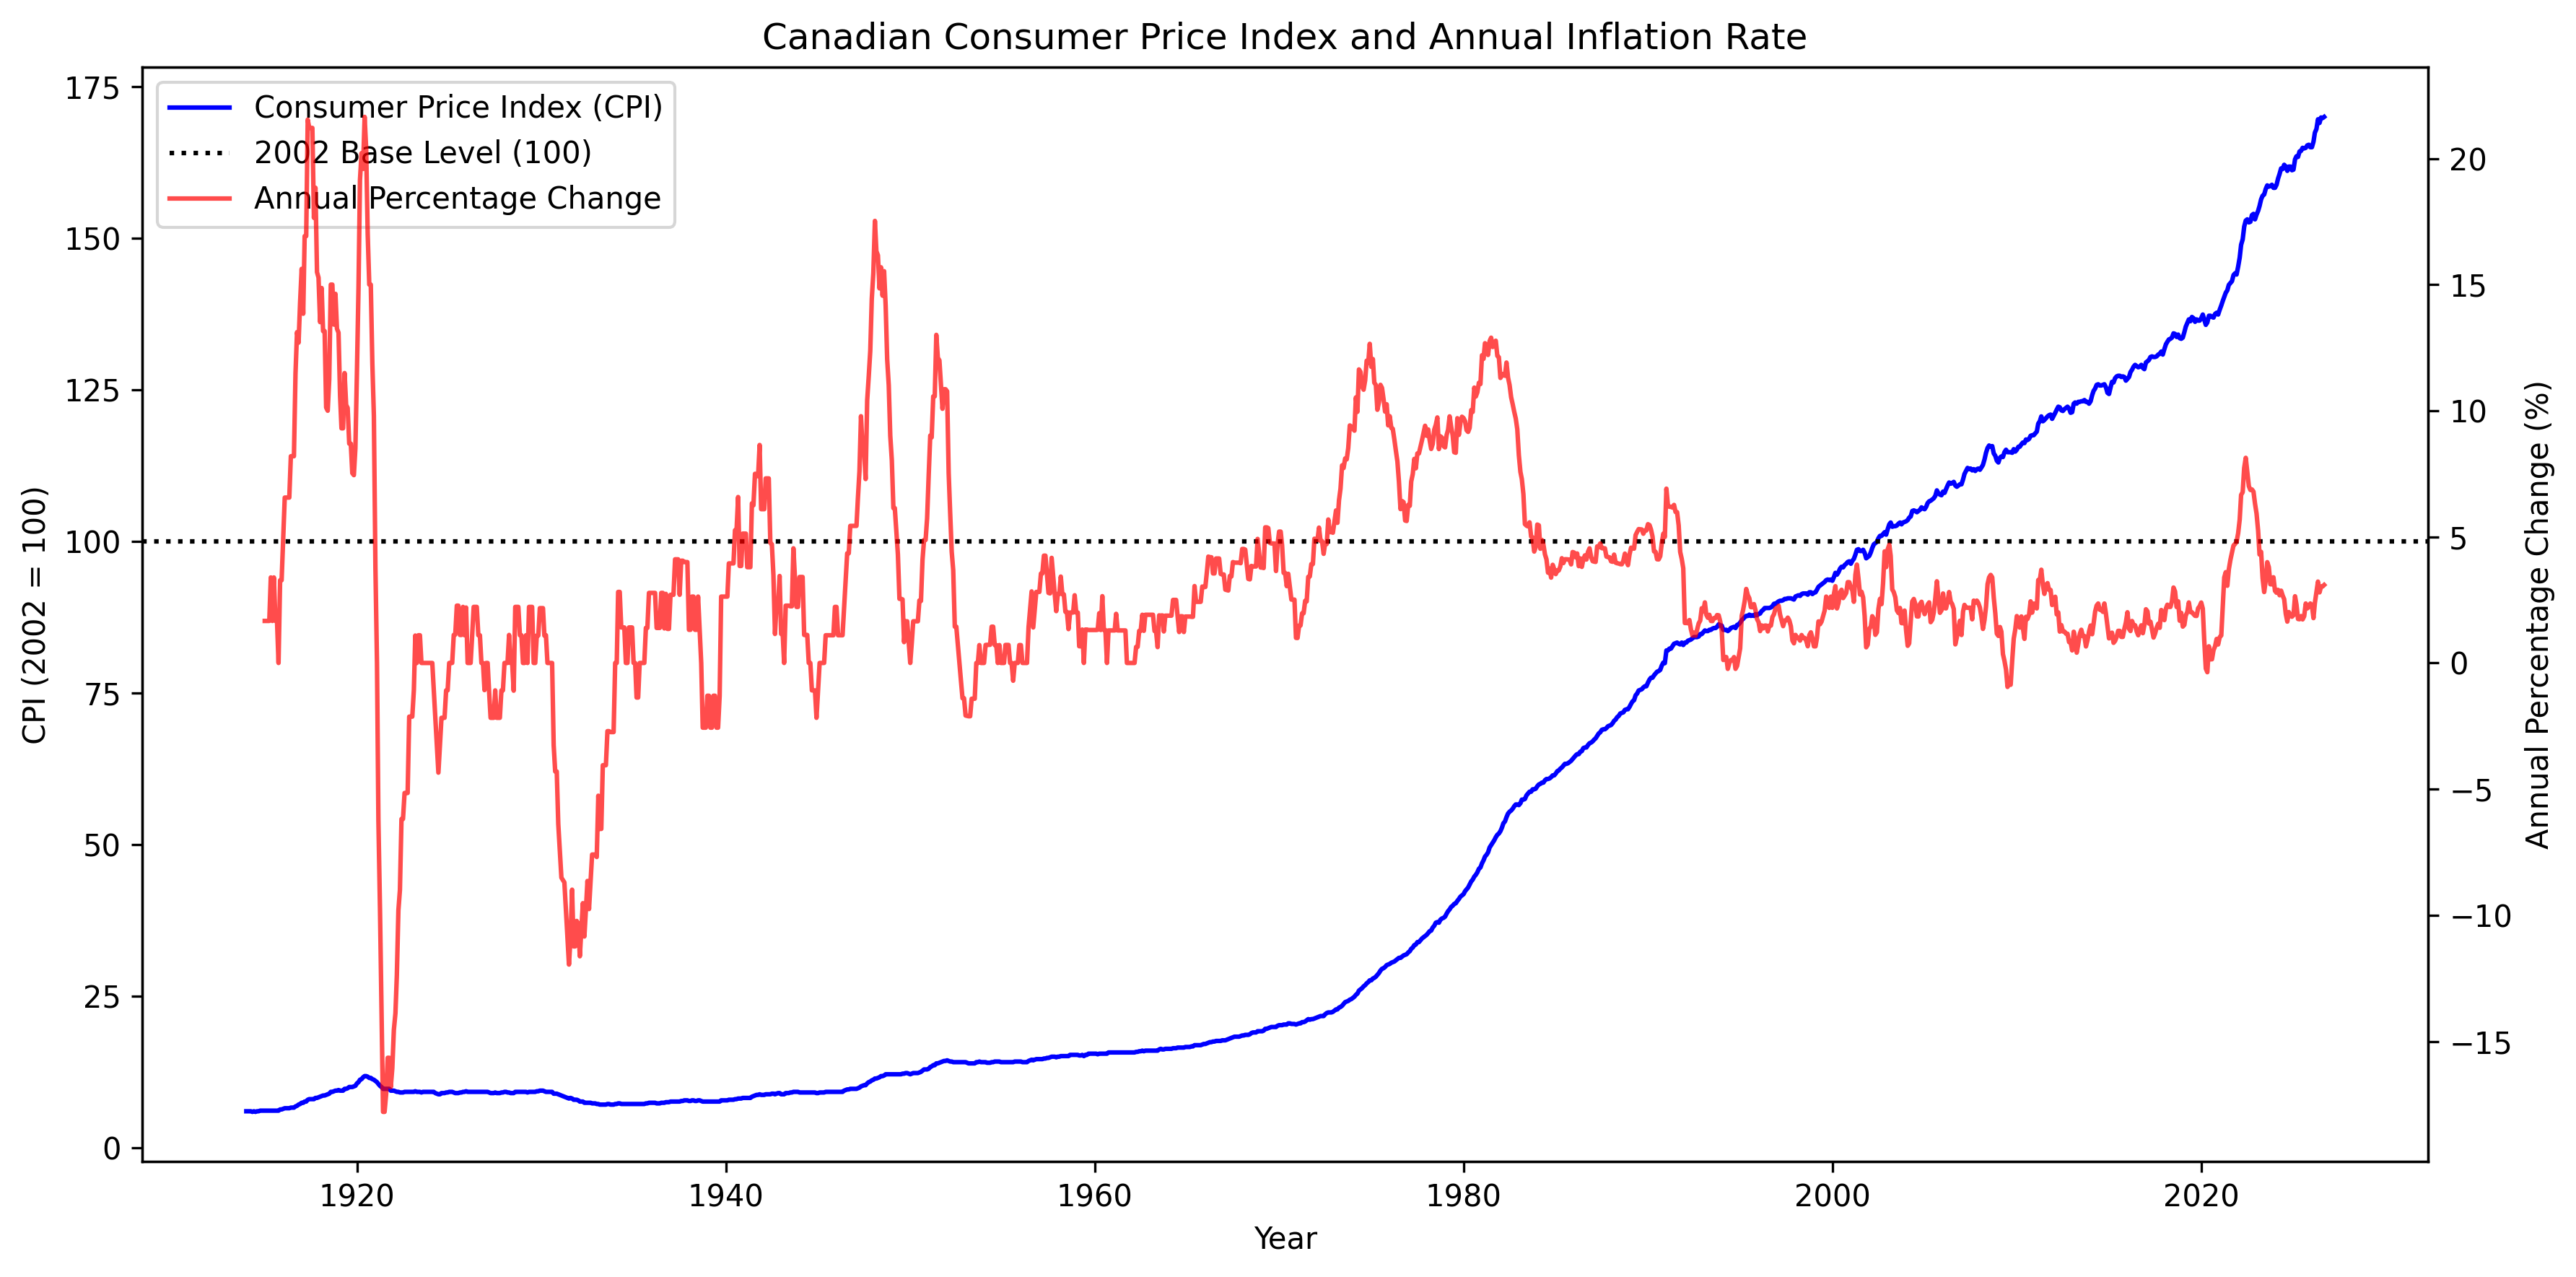 Canadian Consumer Price Index and Annual Inflation Rate
Consumer Price Index (CPI)
2002 Base Level (100)
Annual Percentage Change
CPI (2002 = 100)
175
150
125
100
75
50
25
0
20
15
10
5
0
−5
−10
−15
Annual Percentage Change (%)
1920 1940 1960 1980 2000 2020
Year